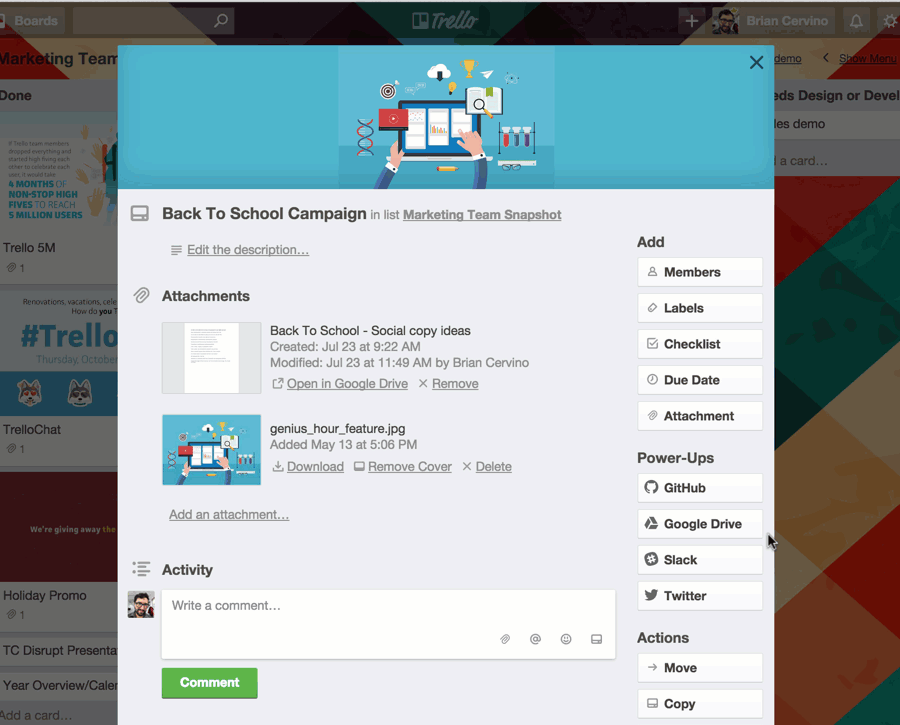 Boards
Trello
Brian Cervino
Marketing Team
demo
Show Menu
Done
If Trello team members
dropped everything and
started high fiving each
other to celebrate each
user, it would take
4 MONTHS OF
NON-STOP HIGH
FIVES TO REACH
5 MILLION USERS
Trello 5M
1
Renovations, vacations, cele
How do you T
#Trello
Thursday, October
TrelloChat
1
We're giving away the
Holiday Promo
1
TC Disrupt Presenta
Year Overview/Calen
Add a card…
Back To School Campaign in list Marketing Team Snapshot
Edit the description…
Attachments
Back To School - Social copy ideas
Created: Jul 23 at 9:22 AM
Modified: Jul 23 at 11:49 AM by Brian Cervino
Open in Google Drive
Remove
genius_hour_feature.jpg
Added May 13 at 5:06 PM
Download
Remove Cover
Delete
Add an attachment…
Activity
Write a comment…
Comment
Add
Members
Labels
Checklist
Due Date
Attachment
Power-Ups
GitHub
Google Drive
Slack
Twitter
Actions
Move
Copy
eds Design or Devel
les demo
d a card…